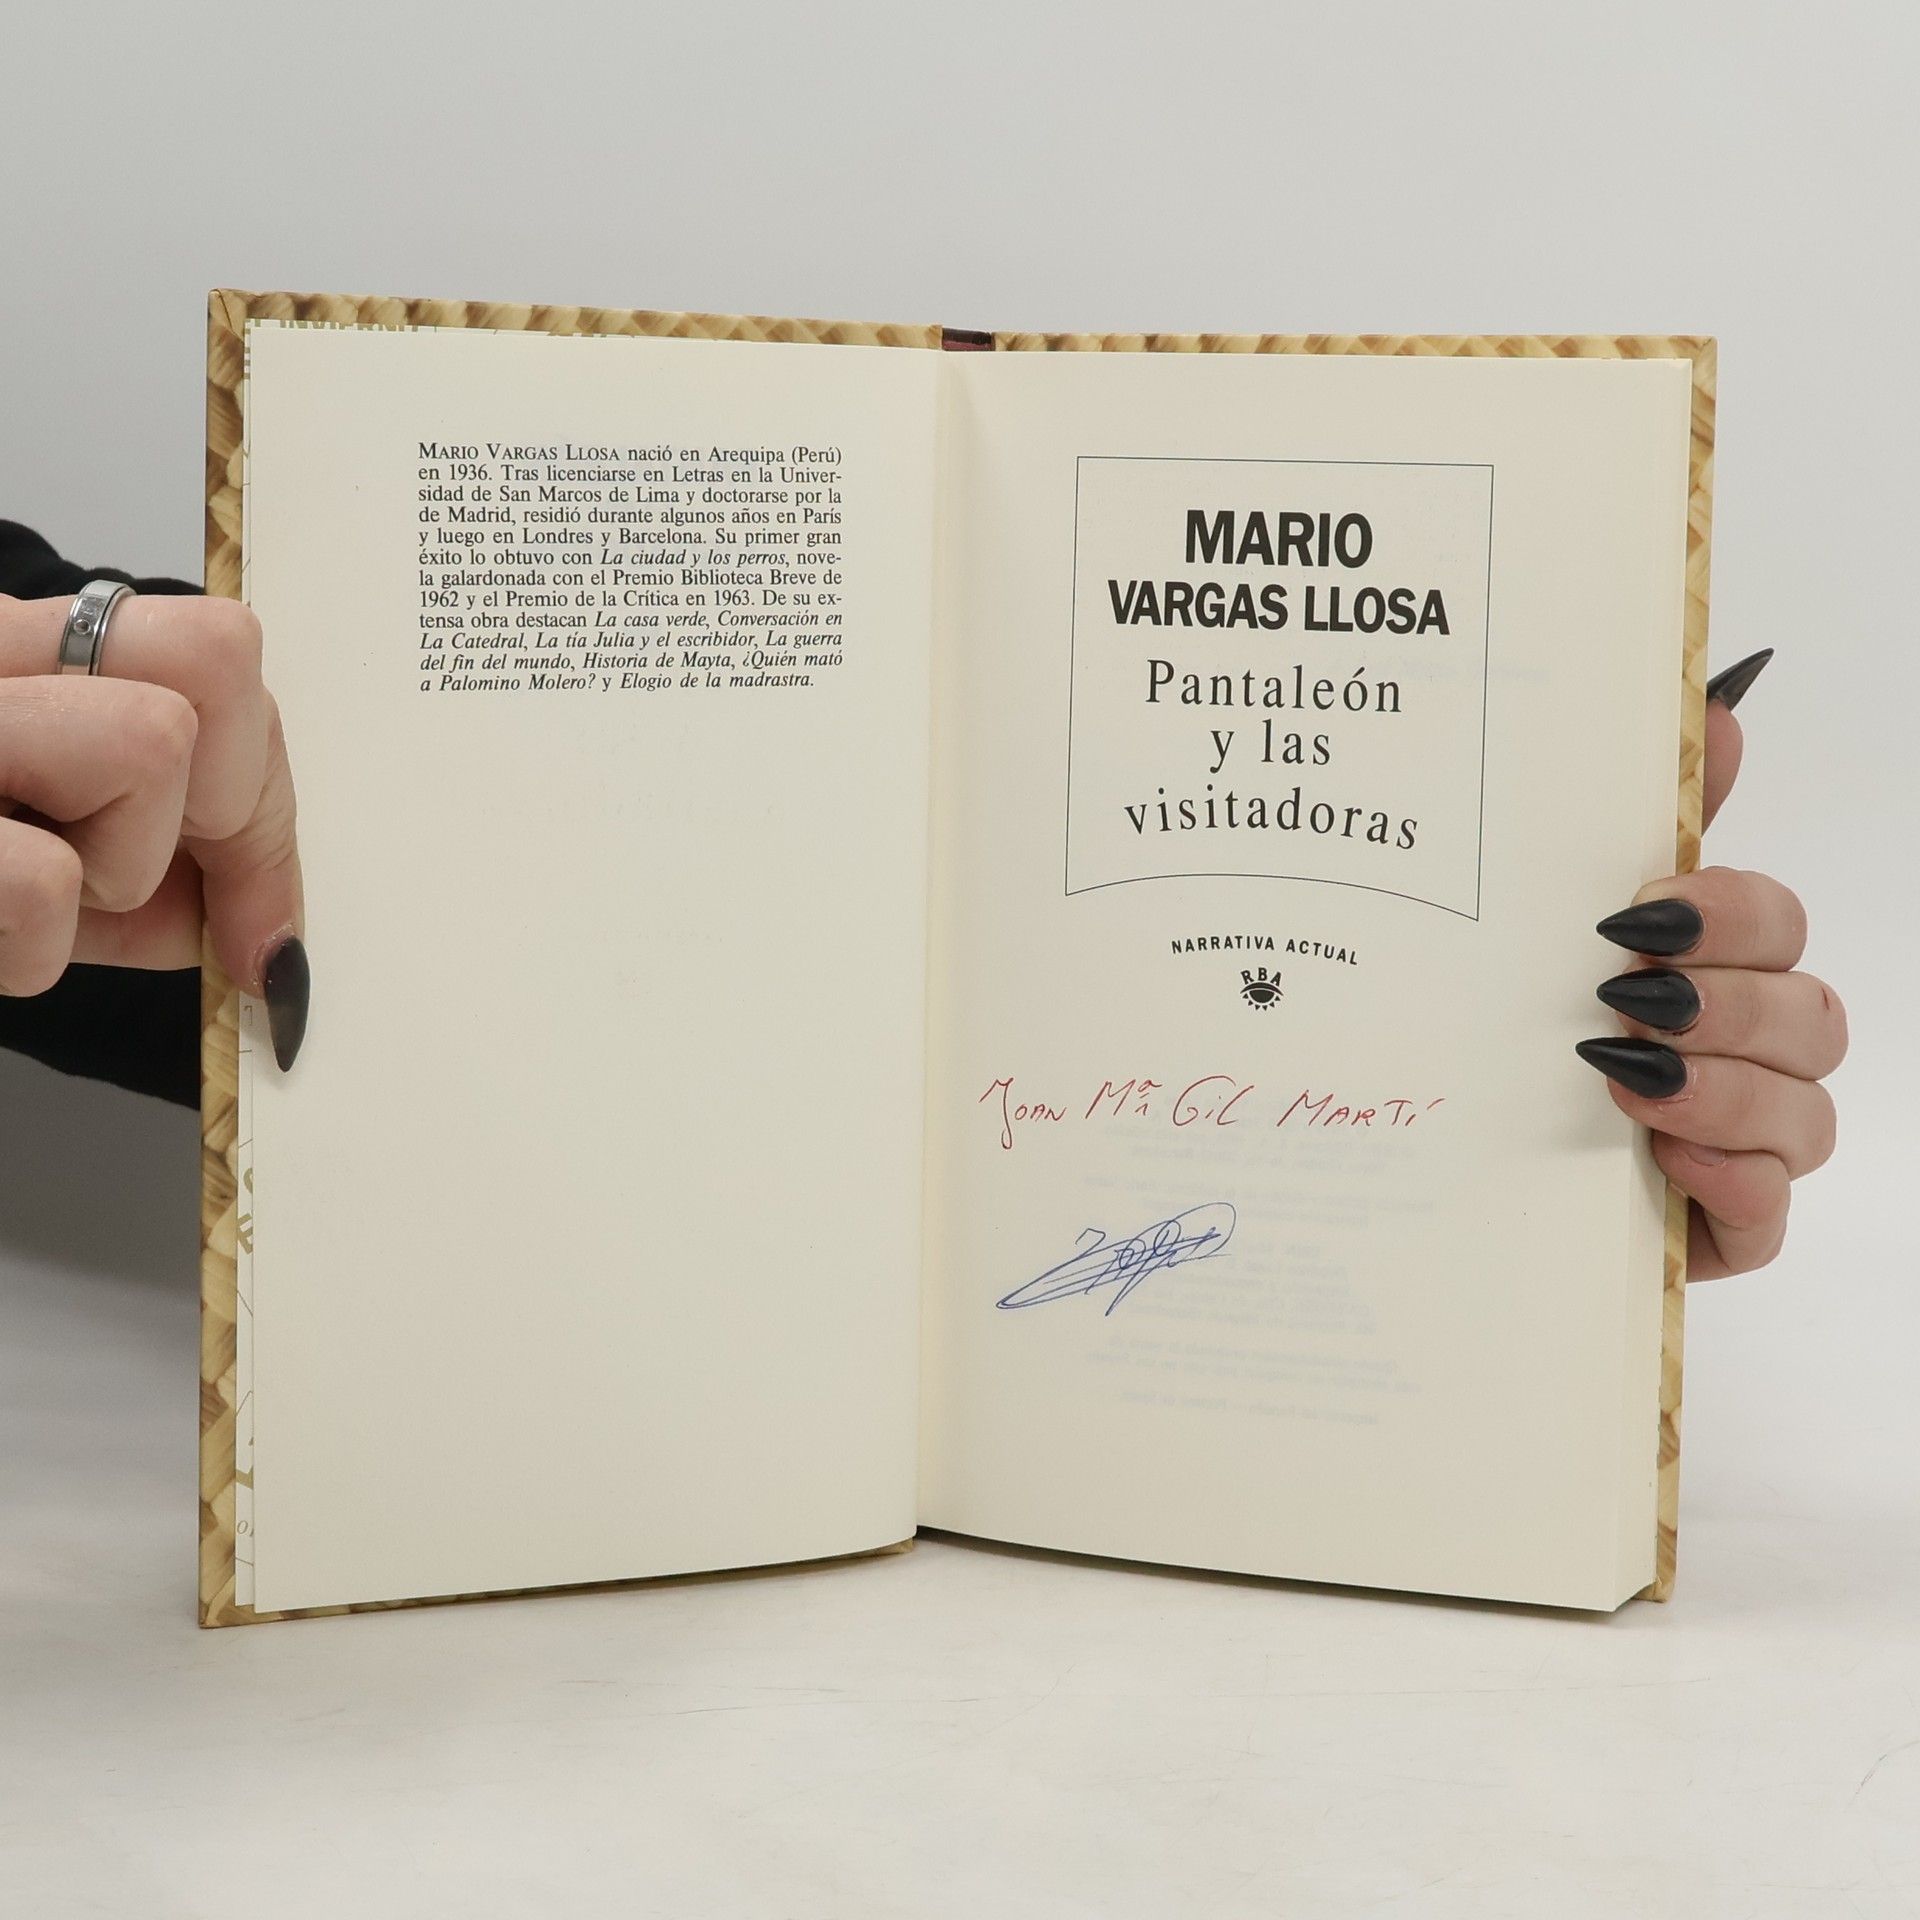 MARIO VARGAS LLOSA nació en Arequipa (Perú)
en 1936. Tras licenciarse en Letras en la Univer-
sidad de San Marcos de Lima y doctorarse por la
de Madrid, residió durante algunos años en París
y luego en Londres y Barcelona. Su primer gran
éxito lo obtuvo con La ciudad y los perros, nove-
la galardonada con el Premio Biblioteca Breve de
1962 y el Premio de la Crítica en 1963. De su ex-
tensa obra destacan La casa verde, Conversación en
La Catedral, La tía Julia y el escribidor, La guerra
del fin del mundo, Historia de Mayta, ¿Quién mató
a Palomino Molero? y Elogio de la madrastra.
MARIO
VARGAS LLOSA
Pantaleón
y las
visitadoras
NARRATIVA ACTUAL
RBA
JOAN Mª GIL MARTÍ